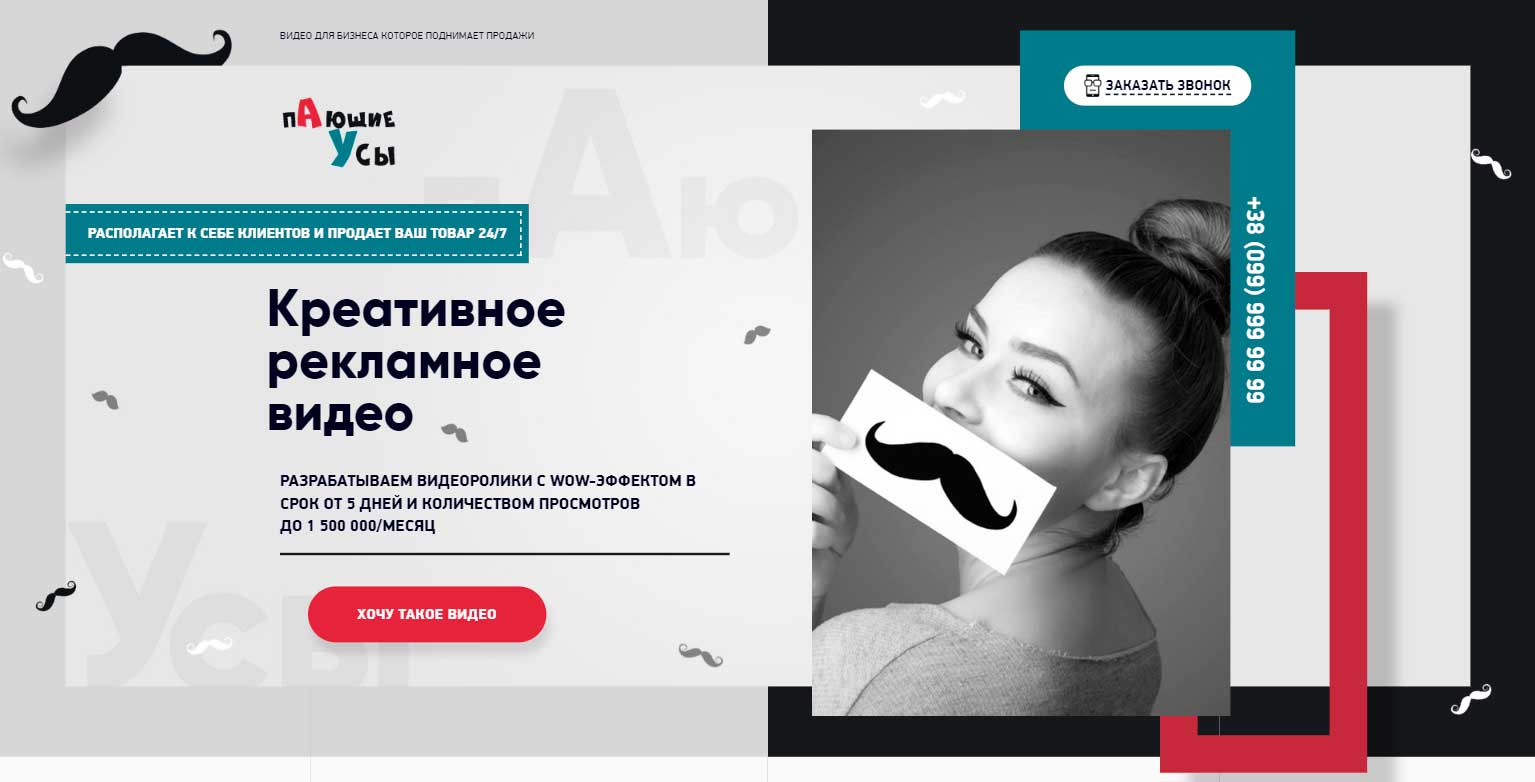 ВИДЕО ДЛЯ БИЗНЕСА КОТОРОЕ ПОДНИМАЕТ ПРОДАЖИ
ЗАКАЗАТЬ ЗВОНОК
пАющие
Усы
пАю
РАСПОЛАГАЕТ К СЕБЕ КЛИЕНТОВ И ПРОДАЕТ ВАШ ТОВАР 24/7
+38 (099) 999 99 99
Креативное
рекламное
видео
РАЗРАБАТЫВАЕМ ВИДЕОРОЛИКИ С WOW-ЭФФЕКТОМ В
СРОК ОТ 5 ДНЕЙ И КОЛИЧЕСТВОМ ПРОСМОТРОВ
ДО 1 500 000/МЕСЯЦ
Усы
ХОЧУ ТАКОЕ ВИДЕО